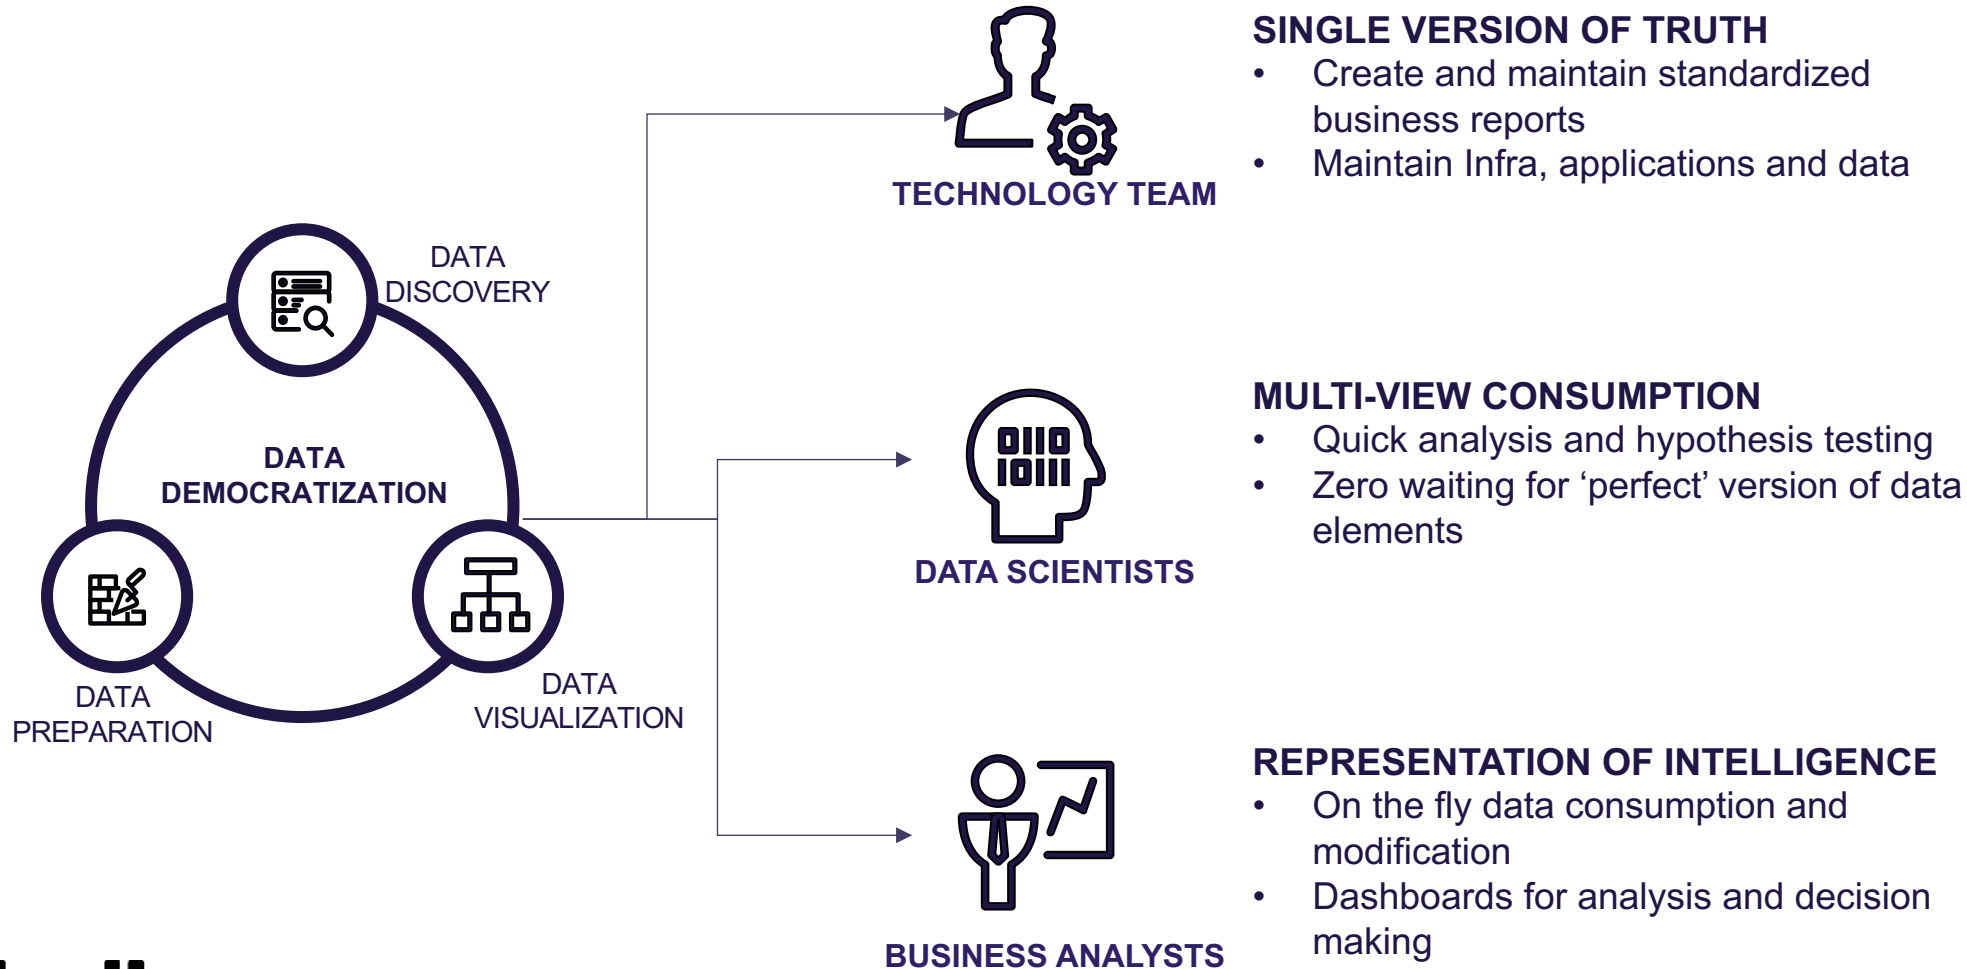 DATA
DISCOVERY
DATA
DEMOCRATIZATION
DATA
PREPARATION
DATA
VISUALIZATION
TECHNOLOGY TEAM
SINGLE VERSION OF TRUTH
• Create and maintain standardized
business reports
• Maintain Infra, applications and data
DATA SCIENTISTS
MULTI-VIEW CONSUMPTION
• Quick analysis and hypothesis testing
• Zero waiting for ‘perfect’ version of data
elements
BUSINESS ANALYSTS
REPRESENTATION OF INTELLIGENCE
• On the fly data consumption and
modification
• Dashboards for analysis and decision
making